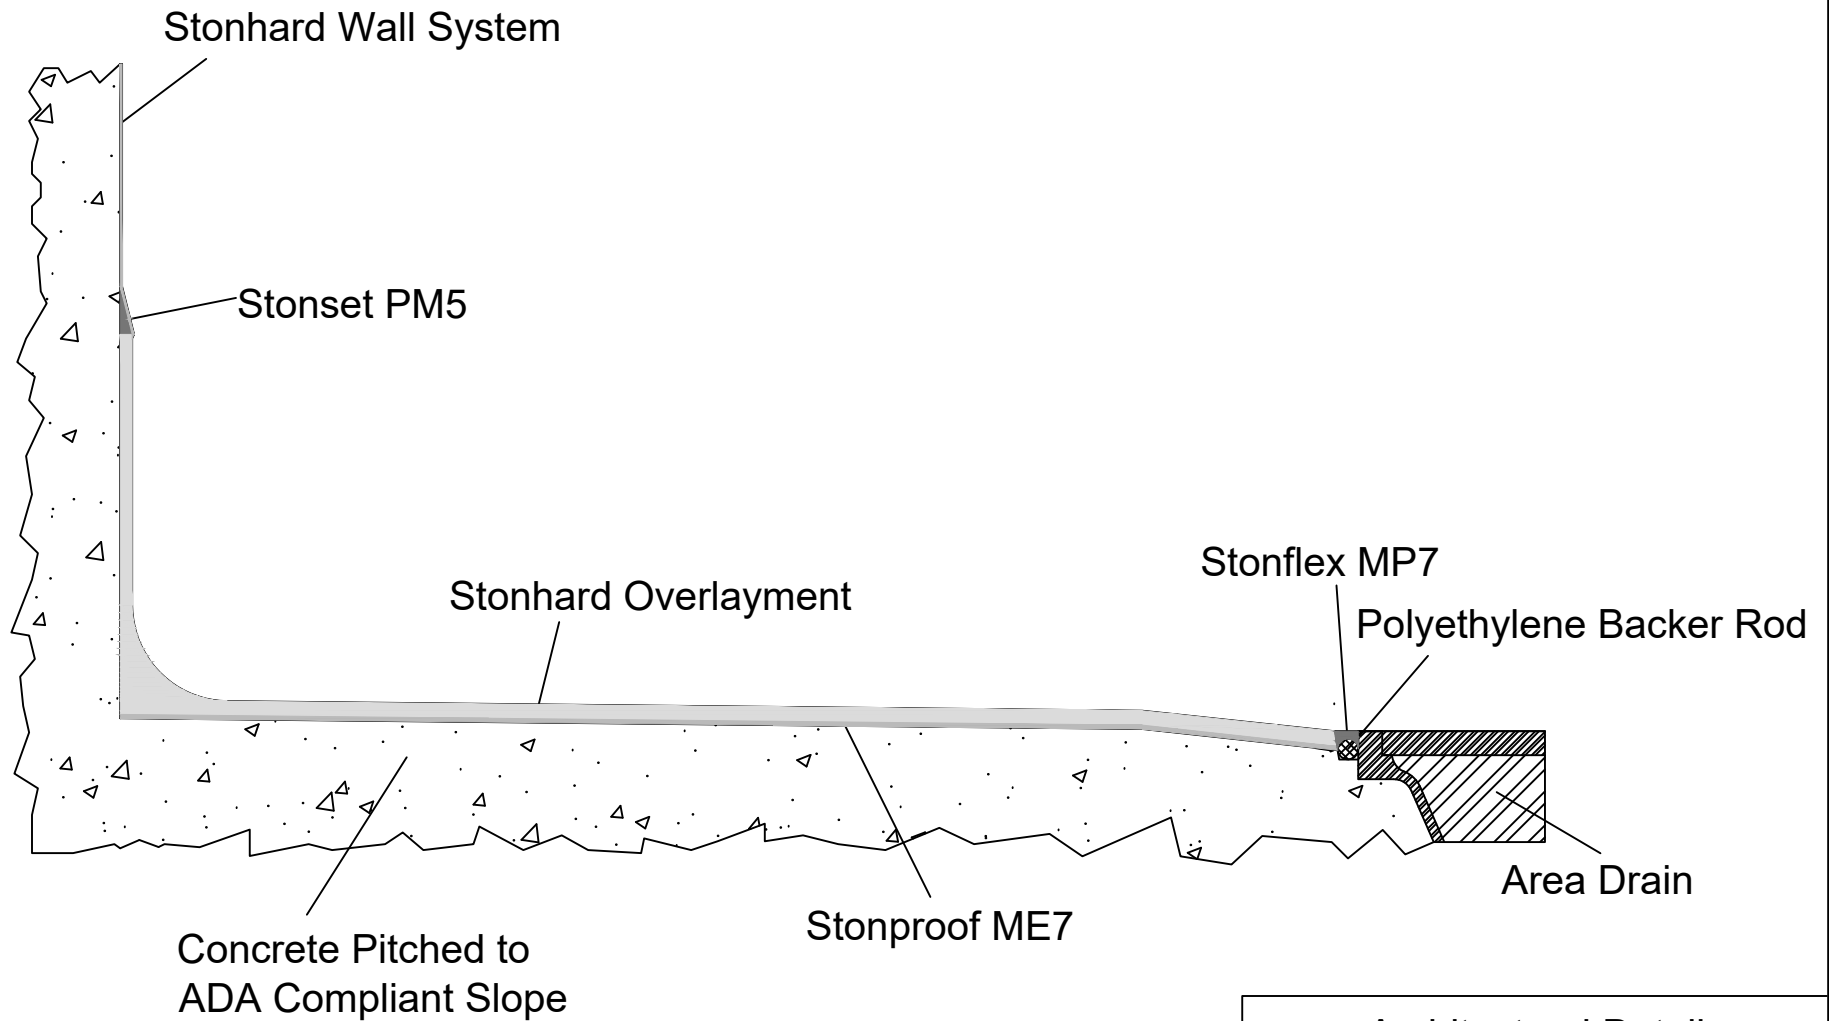 Stonhard Wall System
Stonset PM5
Stonflex MP7
Stonhard Overlayment
Polyethylene Backer Rod
Area Drain
Stonproof ME7
Concrete Pitched to
ADA Compliant Slope